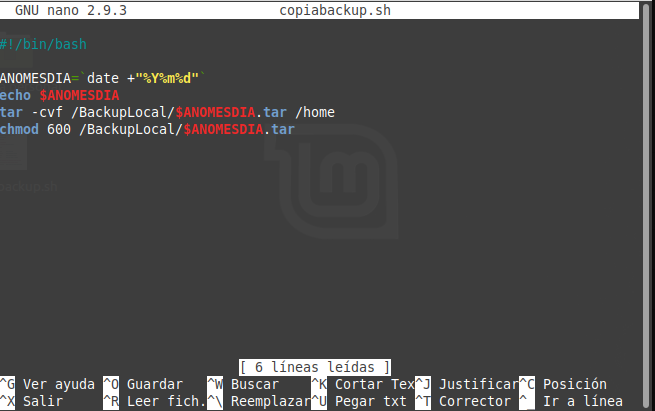 GNU nano 2.9.3 copiabackup.sh
#!/bin/bash
ANOMESDIA=`date +"%Y%m%d"`
echo $ANOMESDIA
tar -cvf /BackupLocal/$ANOMESDIA.tar /home
chmod 600 /BackupLocal/$ANOMESDIA.tar
backup.sh
[ 6 líneas leídas ]
^G Ver ayuda ^O Guardar ^W Buscar ^K Cortar Tex^J Justificar^C Posición
^X Salir ^R Leer fich.^\ Reemplazar^U Pegar txt ^T Corrector ^_ Ir a línea